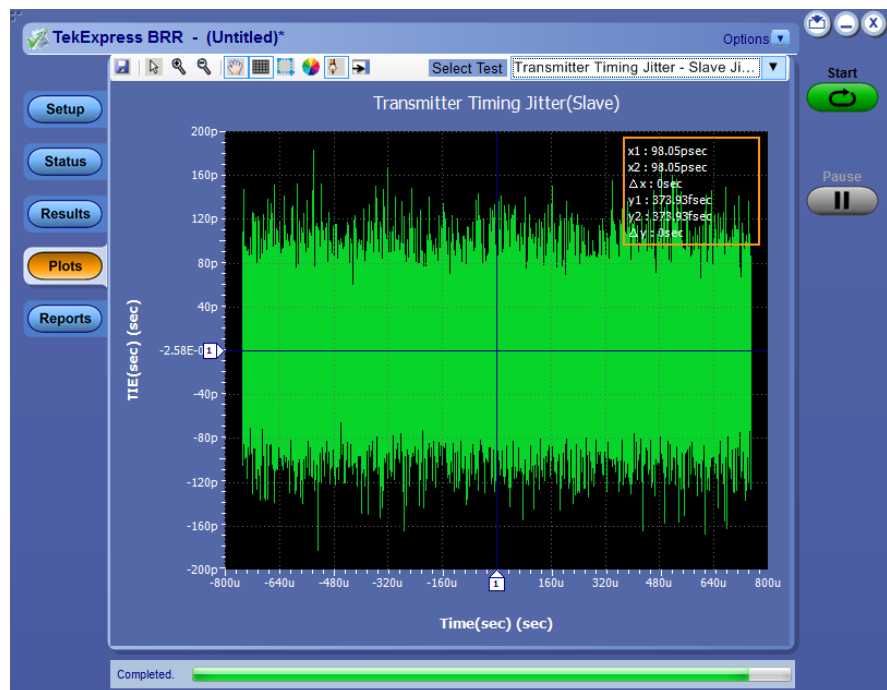 TekExpress BRR - (Untitled)*
Options
Select Test
Transmitter Timing Jitter - Slave Ji...
Start
Pause
Setup
Status
Results
Plots
Reports
Transmitter Timing Jitter(Slave)
x1 : 98.05psec
x2 : 98.05psec
Δx : 0sec
y1 : 373.93fsec
y2 : 373.93fsec
Δy : 0sec
TIE(sec) (sec)
200p
160p
120p
80p
40p
-2.58E-0
1
-40p
-80p
-120p
-160p
-200p
-800u -640u -480u -320u -160u 1 160u 320u 480u 640u 800u
Time(sec) (sec)
Completed.